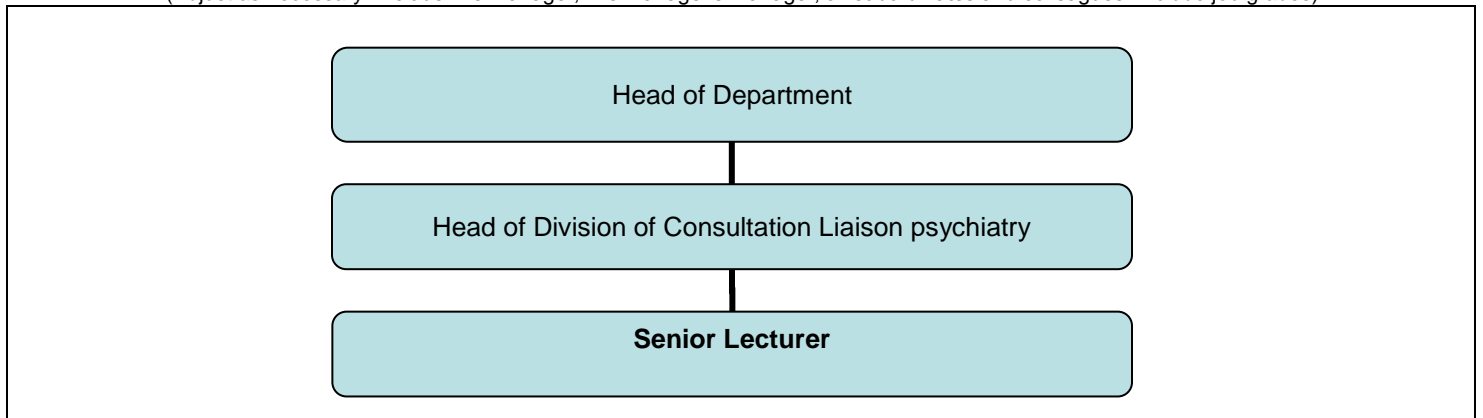 Head of Department
Head of Division of Consultation Liaison psychiatry
Senior Lecturer